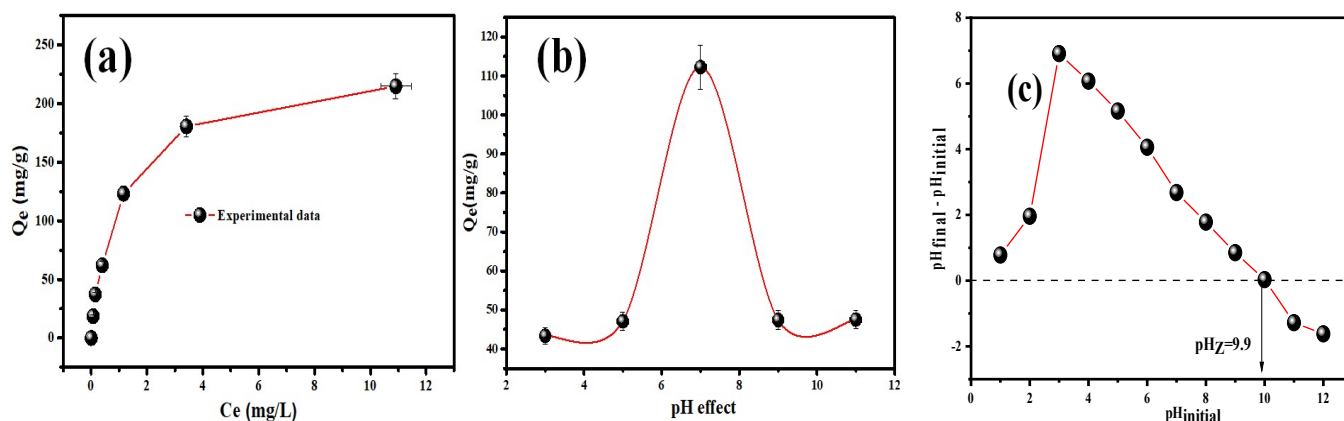 (a)
250
200
150
100
50
0
Qe (mg/g)
Experimental data
0 2 4 6 8 10 12
Ce (mg/L)
(b)
120
110
100
90
80
70
60
50
40
Qe(mg/g)
2 4 6 8 10 12
pH effect
(c)
8
6
4
2
0
-2
pHfinal - pHinitial
pHZ=9.9
0 2 4 6 8 10 12
pHinitial